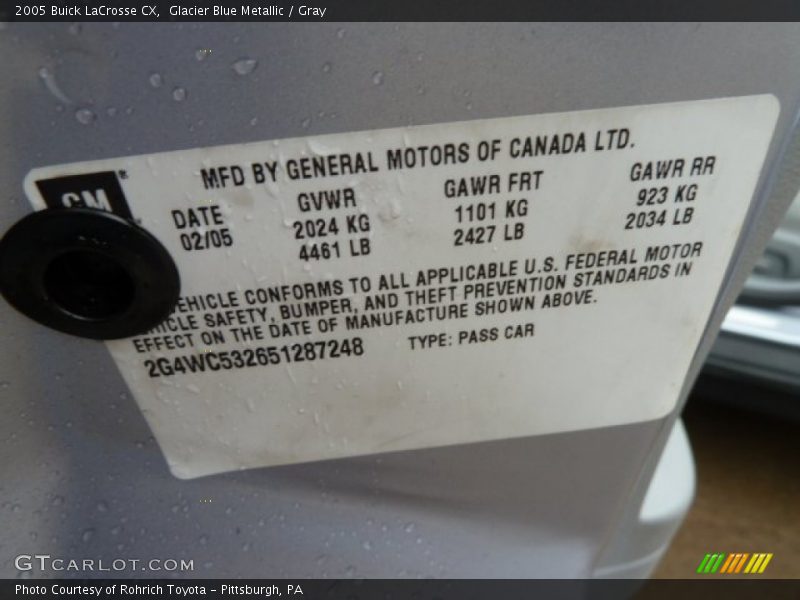 2005 Buick LaCrosse CX,  Glacier Blue Metallic / Gray
GM
MFD BY GENERAL MOTORS OF CANADA LTD.
DATE GVWR GAWR FRT GAWR RR
02/05 2024 KG 1101 KG 923 KG
4461 LB 2427 LB 2034 LB
VEHICLE CONFORMS TO ALL APPLICABLE U.S. FEDERAL MOTOR
SAFETY, BUMPER, AND THEFT PREVENTION STANDARDS IN
EFFECT ON THE DATE OF MANUFACTURE SHOWN ABOVE.
2G4WC532651287248 TYPE: PASS CAR
GTCARLOT.COM
Photo Courtesy of Rohrich Toyota - Pittsburgh, PA